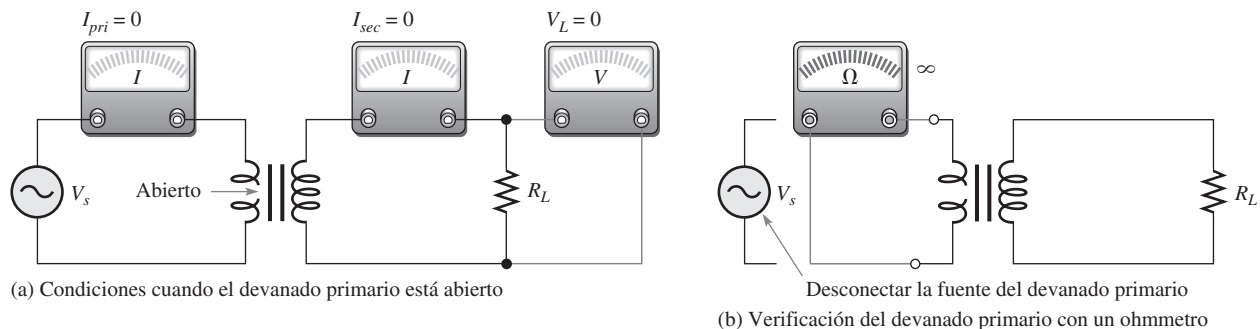 I_pri = 0
I_sec = 0
V_L = 0
I
I
V
Ω
∞
V_s
Abierto
R_L
V_s
R_L
(a) Condiciones cuando el devanado primario está abierto
Desconectar la fuente del devanado primario
(b) Verificación del devanado primario con un ohmmetro